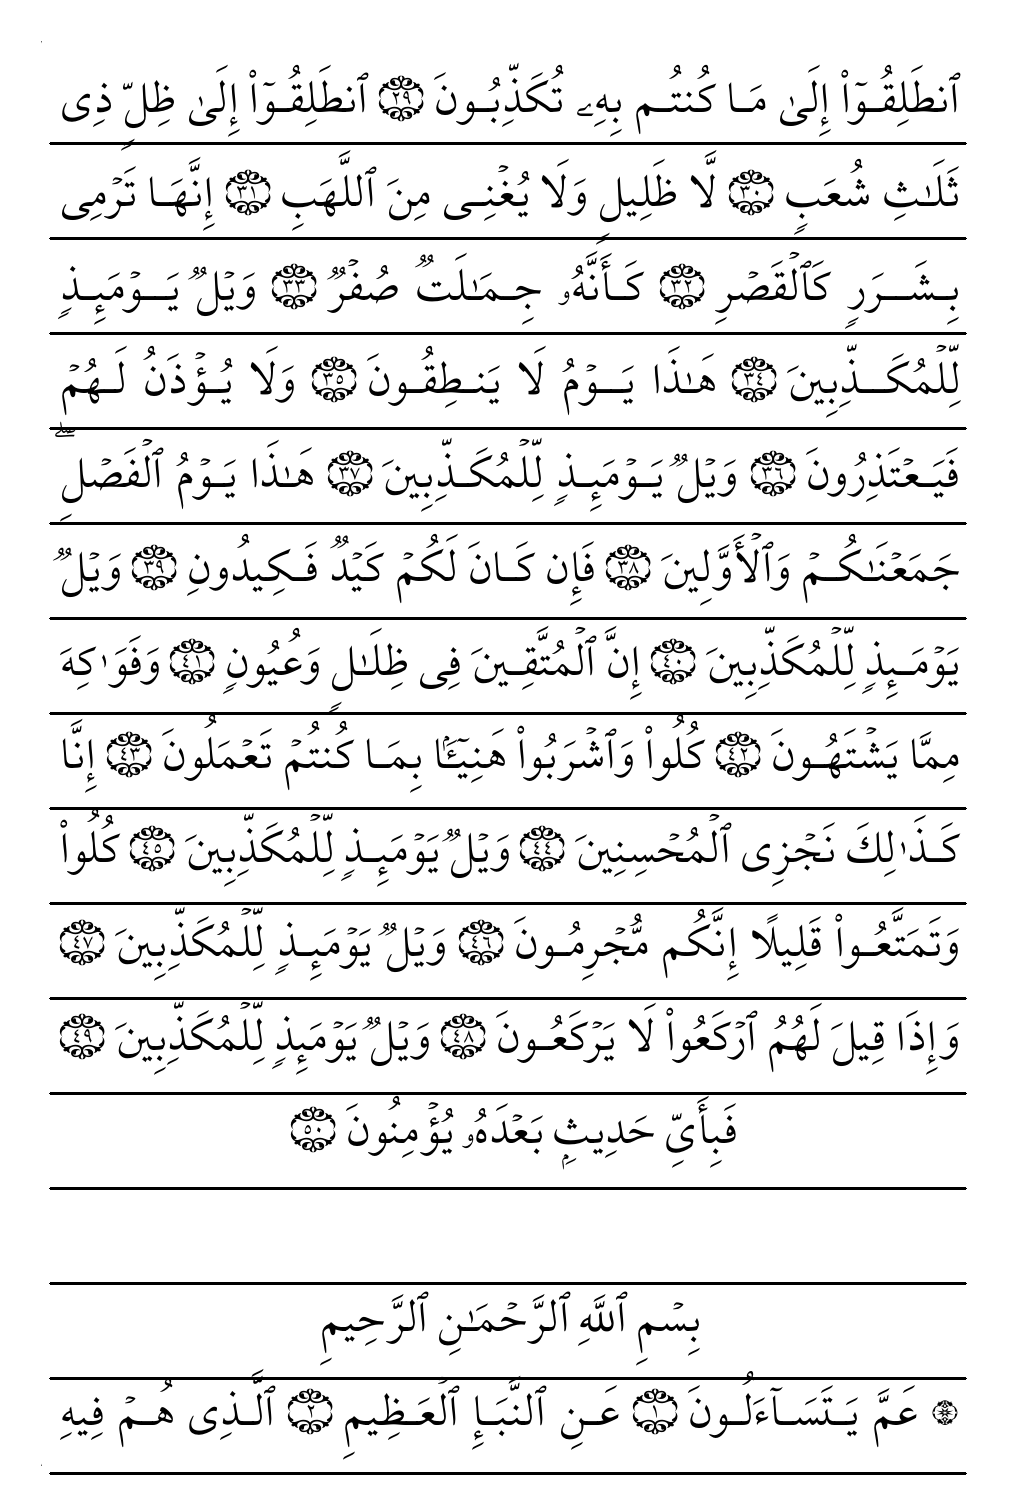 ٱنطَلِقُوٓا۟ إِلَىٰ مَا كُنتُم بِهِۦ تُكَذِّبُونَ ٢٩ ٱنطَلِقُوٓا۟ إِلَىٰ ظِلٍّ ذِى
ثَلَـٰثِ شُعَبٍ ٣٠ لَّا ظَلِيلٍ وَلَا يُغْنِى مِنَ ٱللَّهَبِ ٣١ إِنَّهَا تَرْمِى
بِشَرَرٍ كَٱلْقَصْرِ ٣٢ كَأَنَّهُۥ جِمَـٰلَتٌ صُفْرٌ ٣٣ وَيْلٌ يَوْمَئِذٍ
لِّلْمُكَذِّبِينَ ٣٤ هَـٰذَا يَوْمُ لَا يَنطِقُونَ ٣٥ وَلَا يُؤْذَنُ لَهُمْ
فَيَعْتَذِرُونَ ٣٦ وَيْلٌ يَوْمَئِذٍ لِّلْمُكَذِّبِينَ ٣٧ هَـٰذَا يَوْمُ ٱلْفَصْلِ ۖ
جَمَعْنَـٰكُمْ وَٱلْأَوَّلِينَ ٣٨ فَإِن كَانَ لَكُمْ كَيْدٌ فَكِيدُونِ ٣٩ وَيْلٌ
يَوْمَئِذٍ لِّلْمُكَذِّبِينَ ٤٠ إِنَّ ٱلْمُتَّقِينَ فِى ظِلَـٰلٍ وَعُيُونٍ ٤١ وَفَوَٰكِهَ
مِمَّا يَشْتَهُونَ ٤٢ كُلُوا۟ وَٱشْرَبُوا۟ هَنِيٓـًٔۢا بِمَا كُنتُمْ تَعْمَلُونَ ٤٣ إِنَّا
كَذَٰلِكَ نَجْزِى ٱلْمُحْسِنِينَ ٤٤ وَيْلٌ يَوْمَئِذٍ لِّلْمُكَذِّبِينَ ٤٥ كُلُوا۟
وَتَمَتَّعُوا۟ قَلِيلًا إِنَّكُم مُّجْرِمُونَ ٤٦ وَيْلٌ يَوْمَئِذٍ لِّلْمُكَذِّبِينَ ٤٧
وَإِذَا قِيلَ لَهُمُ ٱرْكَعُوا۟ لَا يَرْكَعُونَ ٤٨ وَيْلٌ يَوْمَئِذٍ لِّلْمُكَذِّبِينَ ٤٩
فَبِأَىِّ حَدِيثٍۭ بَعْدَهُۥ يُؤْمِنُونَ ٥٠
بِسْمِ ٱللَّهِ ٱلرَّحْمَـٰنِ ٱلرَّحِيمِ
۞ عَمَّ يَتَسَآءَلُونَ ١ عَنِ ٱلنَّبَإِ ٱلْعَظِيمِ ٢ ٱلَّذِى هُمْ فِيهِ